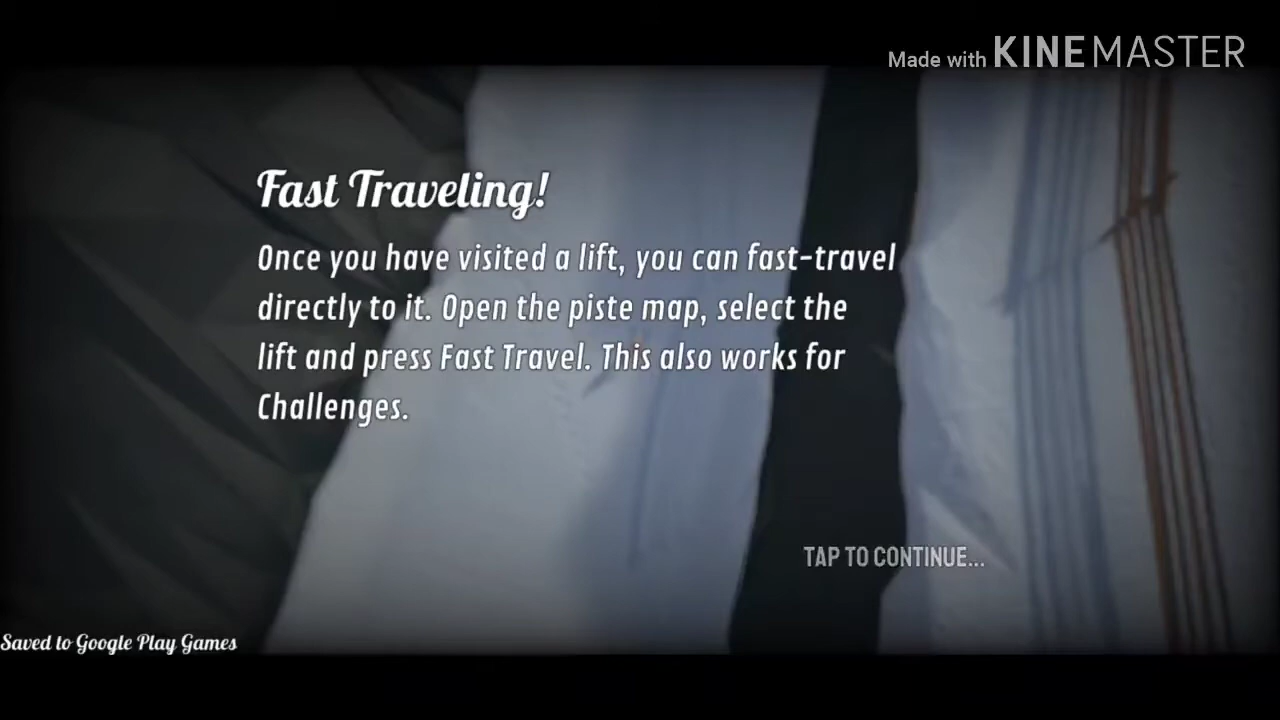 Made with KINEMASTER
Fast Traveling!
Once you have visited a lift, you can fast-travel
directly to it. Open the piste map, select the
lift and press Fast Travel. This also works for
Challenges.
TAP TO CONTINUE...
Saved to Google Play Games